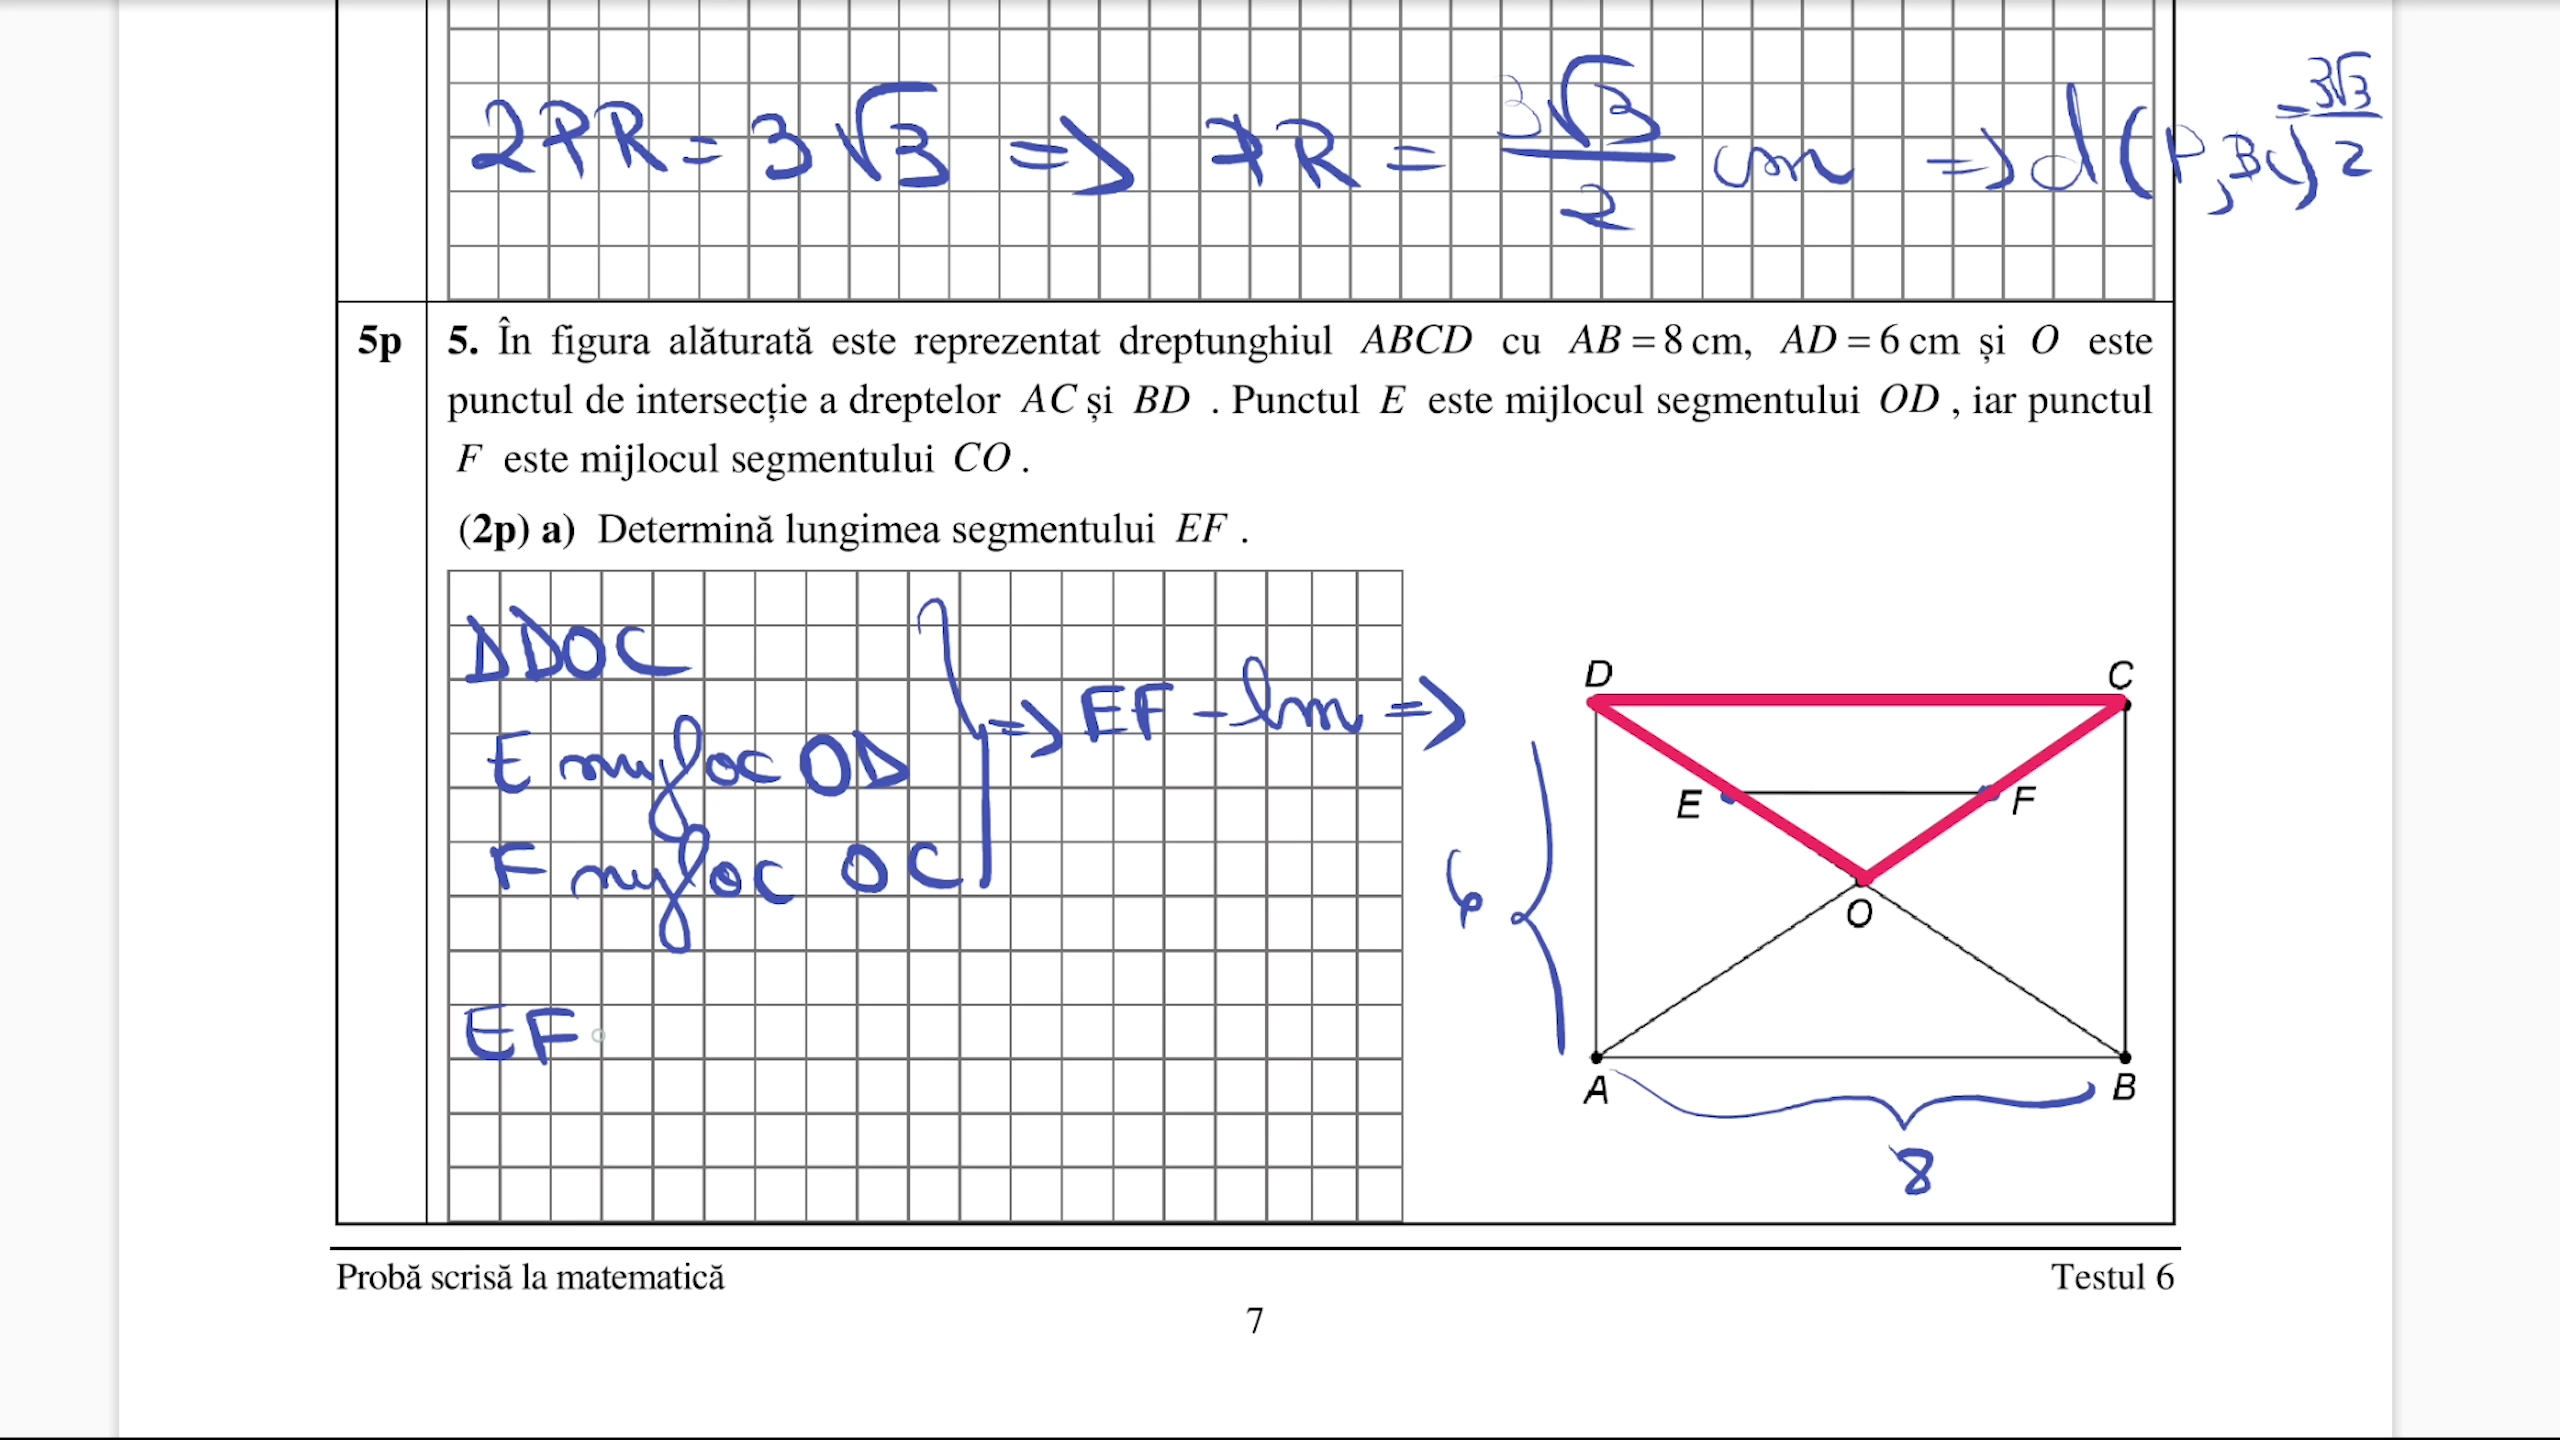 2PR = 3√3 => PR = 3√3/2 cm => d(P,BC) = 3√3/2
5p
5. În figura alăturată este reprezentat dreptunghiul ABCD cu AB = 8 cm, AD = 6 cm și O este
punctul de intersecție a dreptelor AC și BD . Punctul E este mijlocul segmentului OD , iar punctul
F este mijlocul segmentului CO .
(2p) a) Determină lungimea segmentului EF .
ΔDOC
E mijloc OD
F mijloc OC
=> EF - lm =>
EF
D
C
E
F
6
O
A
B
8
Probă scrisă la matematică
Testul 6
7